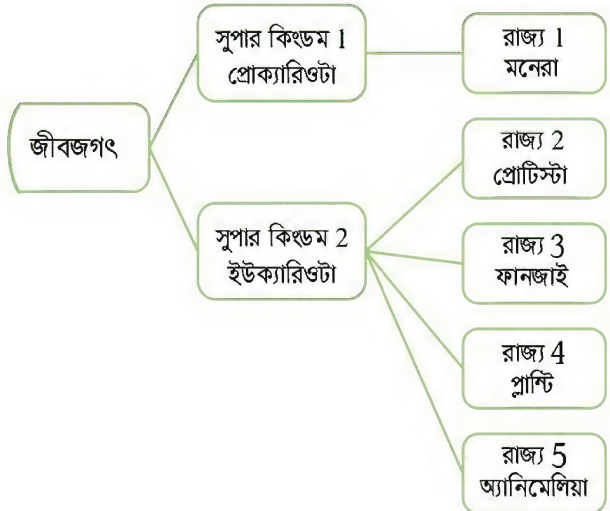 জীবজগৎ
সুপার কিংডম 1
প্রোক্যারিওটা
রাজ্য 1
মনেরা
সুপার কিংডম 2
ইউক্যারিওটা
রাজ্য 2
প্রোটিস্টা
রাজ্য 3
ফানজাই
রাজ্য 4
প্লান্টি
রাজ্য 5
অ্যানিমেলিয়া